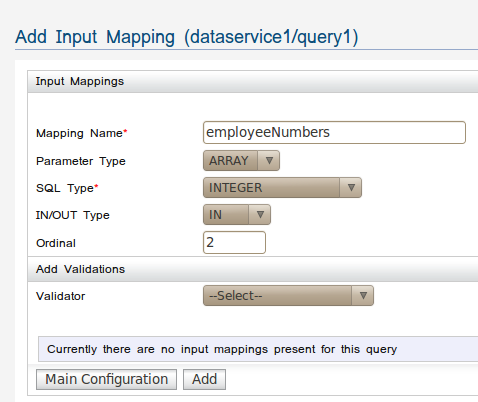 Add Input Mapping (dataservice1/query1)
Input Mappings
Mapping Name* employeeNumbers
Parameter Type ARRAY
SQL Type* INTEGER
IN/OUT Type IN
Ordinal 2
Add Validations
Validator --Select--
Currently there are no input mappings present for this query
Main Configuration Add